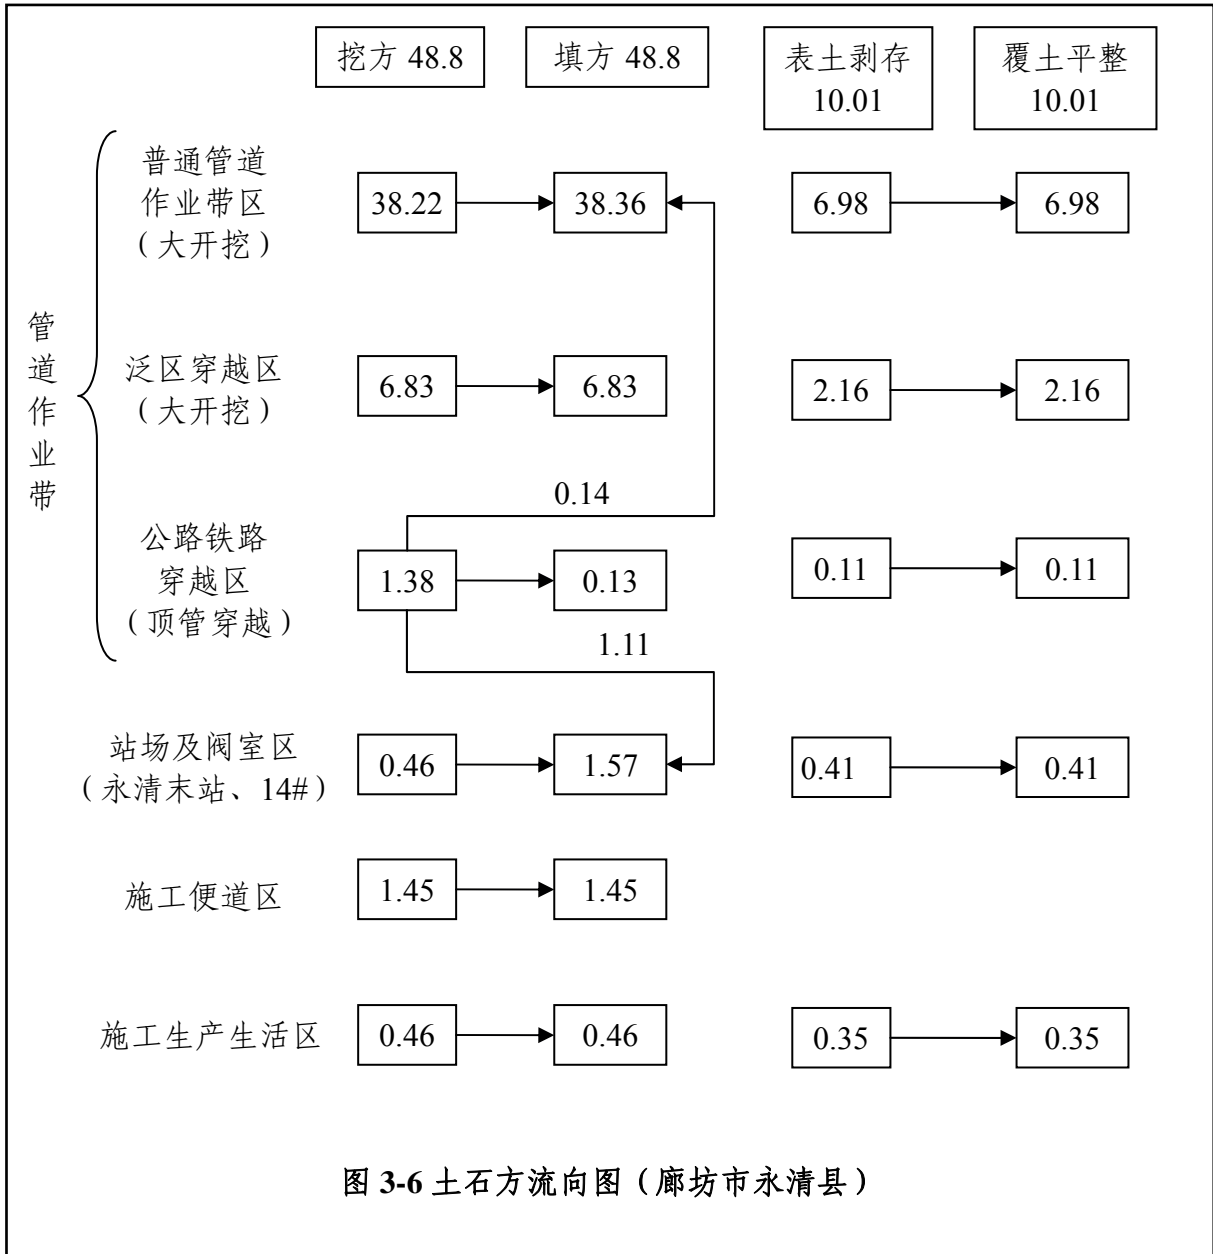 挖方 48.8
填方 48.8
表土剥存
10.01
覆土平整
10.01
管道作业带
普通管道
作业带区
（大开挖）
38.22
38.36
6.98
6.98
泛区穿越区
（大开挖）
6.83
6.83
2.16
2.16
0.14
公路铁路
穿越区
（顶管穿越）
1.38
0.13
0.11
0.11
1.11
站场及阀室区
（永清末站、14#）
0.46
1.57
0.41
0.41
施工便道区
1.45
1.45
施工生产生活区
0.46
0.46
0.35
0.35
图 3-6 土石方流向图（廊坊市永清县）